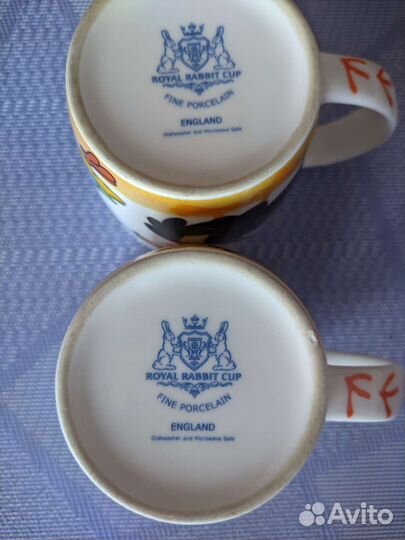 ROYAL RABBIT CUP
FINE PORCELAIN
ENGLAND
Dishwasher and Microwave Safe
ROYAL RABBIT CUP
FINE PORCELAIN
ENGLAND
Dishwasher and Microwave Safe
Avito